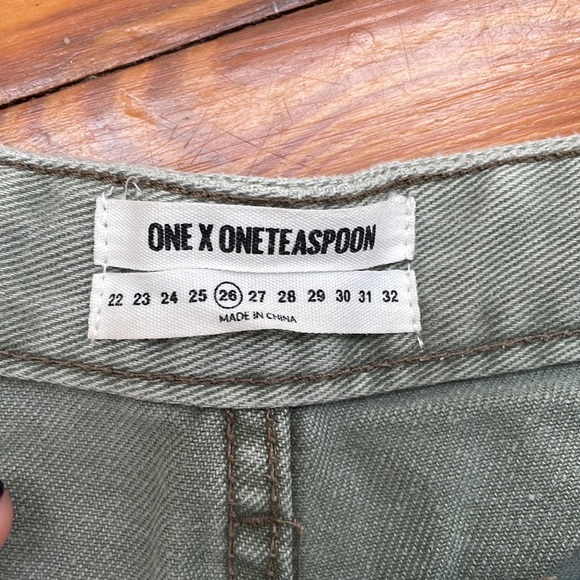 ONE X ONETEASPOON
22 23 24 25 26 27 28 29 30 31 32
MADE IN CHINA